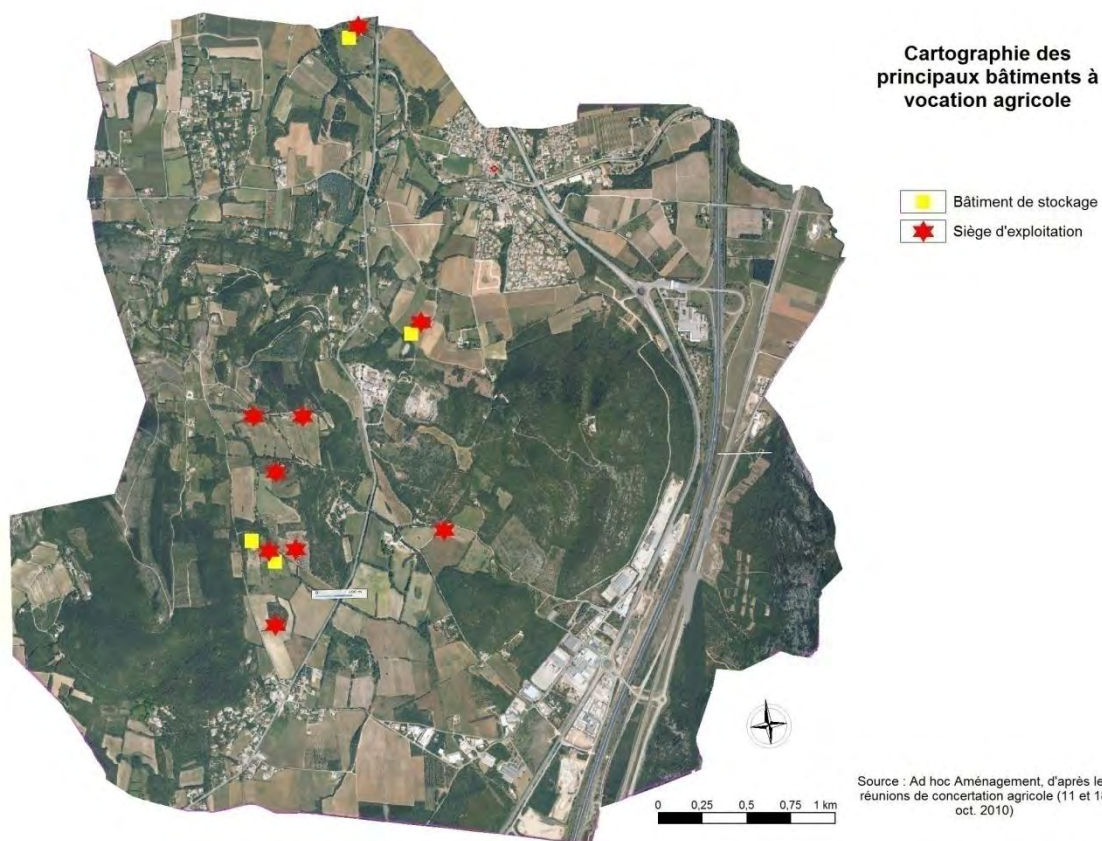 Cartographie des
principaux bâtiments à
vocation agricole
Bâtiment de stockage
Siège d'exploitation
0 0,25 0,5 0,75 1 km
Source : Ad hoc Aménagement, d'après le
réunions de concertation agricole (11 et 18
oct. 2010)